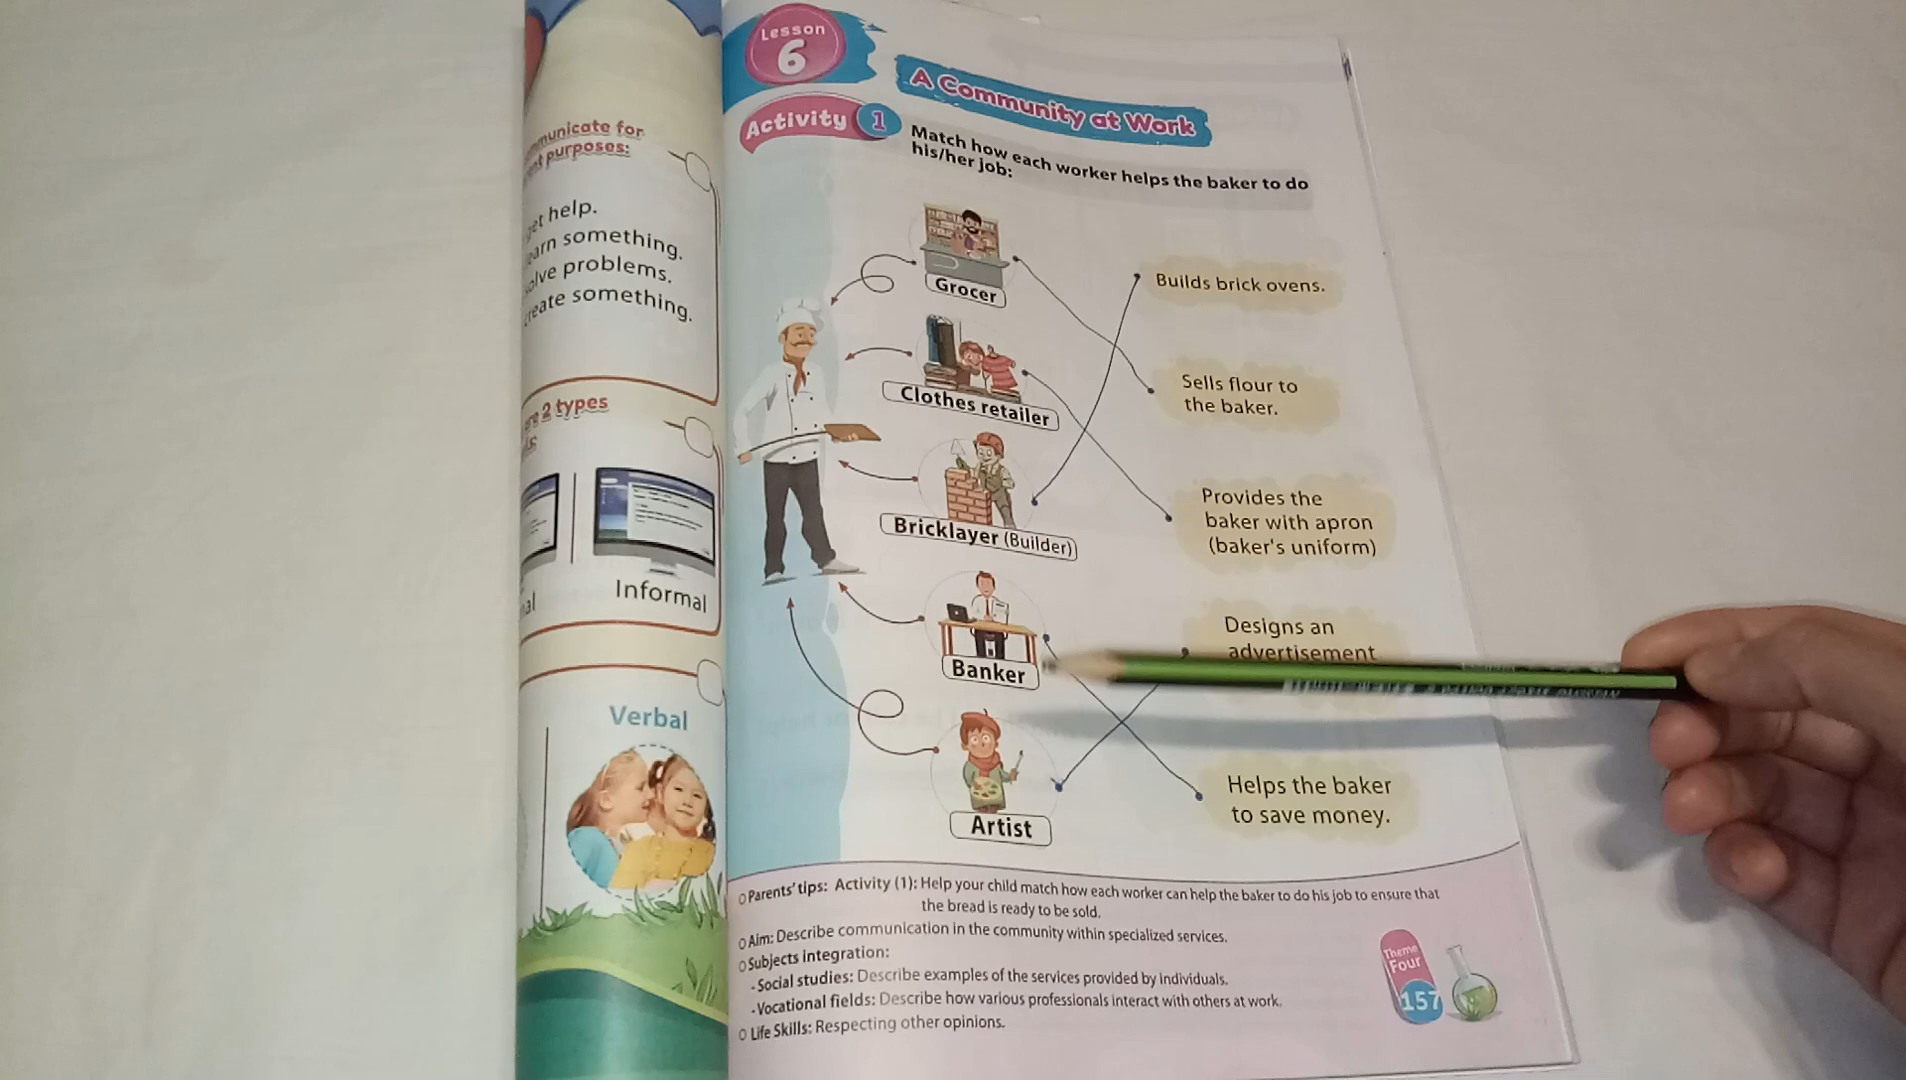 for
purposes:
get help.
something.
problems.
something.
2 types
Informal
Verbal
Lesson
6
A Community at Work
Activity 1
Match how each worker helps the baker to do
his/her job:
Grocer
Clothes retailer
Bricklayer (Builder)
Banker
Artist
Builds brick ovens.
Sells flour to
the baker.
Provides the
baker with apron
(baker's uniform)
Designs an
advertisement
Helps the baker
to save money.
Parents' tips: Activity (1): Help your child match how each worker can help the baker to do his job to ensure that
the bread is ready to be sold.
Aim: Describe communication in the community within specialized services.
Subjects integration:
- Social studies: Describe examples of the services provided by individuals.
- Vocational fields: Describe how various professionals interact with others at work.
Life Skills: Respecting other opinions.
Theme
Four
157